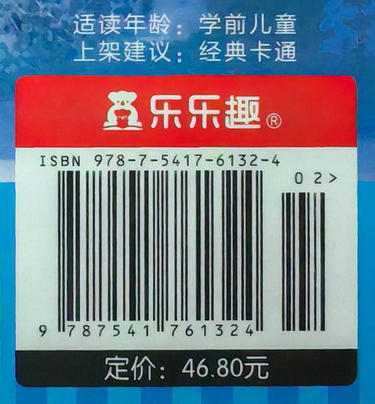 适读年龄：学前儿童
上架建议：经典卡通
乐乐趣®
ISBN 978-7-5417-6132-4
02>
9 787541 761324
定价：46.80元